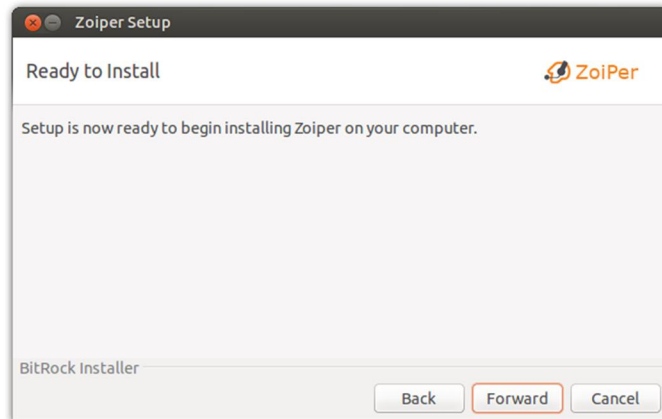 Zoiper Setup
Ready to Install
ZoiPer
Setup is now ready to begin installing Zoiper on your computer.
BitRock Installer
Back Forward Cancel